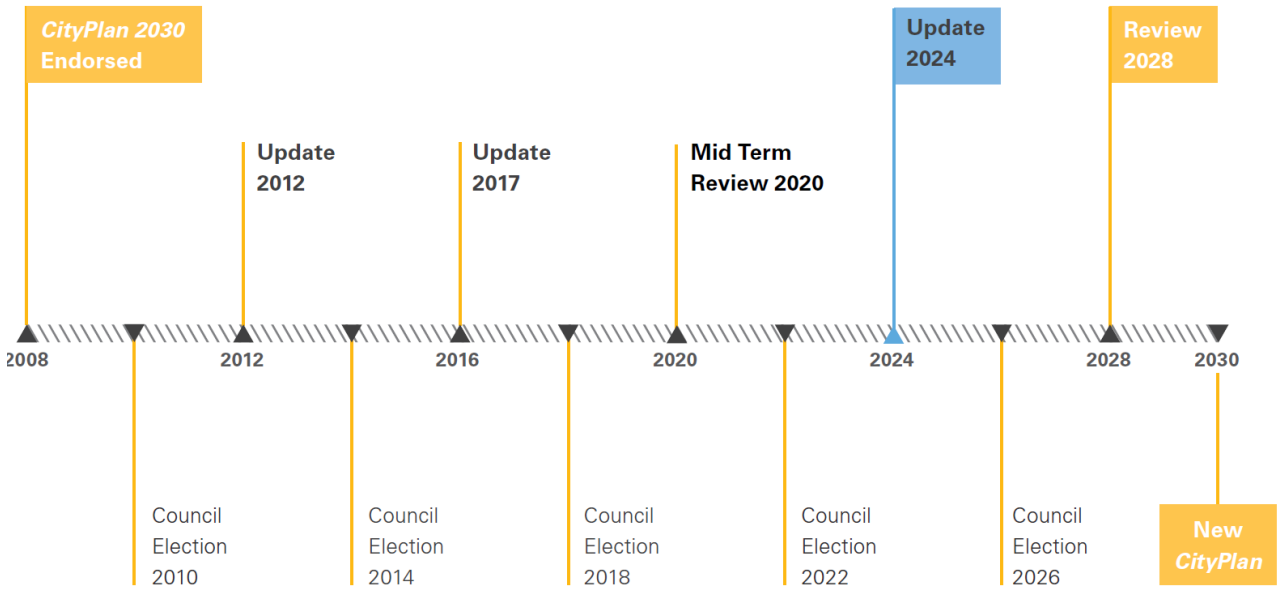 CityPlan 2030
Endorsed
Update
2024
Review
2028
Update
2012
Update
2017
Mid Term
Review 2020
2008
2012
2016
2020
2024
2028
2030
Council
Election
2010
Council
Election
2014
Council
Election
2018
Council
Election
2022
Council
Election
2026
New
CityPlan